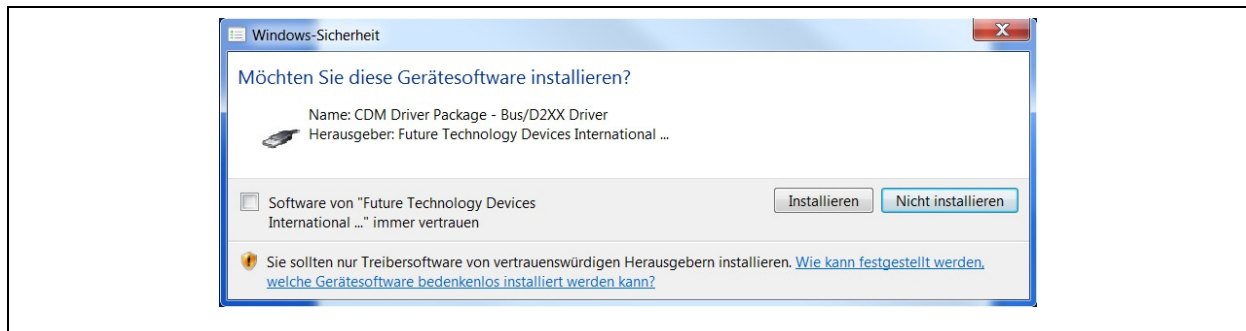 Windows-Sicherheit
Möchten Sie diese Gerätesoftware installieren?
Name: CDM Driver Package - Bus/D2XX Driver
Herausgeber: Future Technology Devices International ...
Software von "Future Technology Devices
International ..." immer vertrauen
Installieren
Nicht installieren
Sie sollten nur Treibersoftware von vertrauenswürdigen Herausgebern installieren. Wie kann festgestellt werden,
welche Gerätesoftware bedenkenlos installiert werden kann?